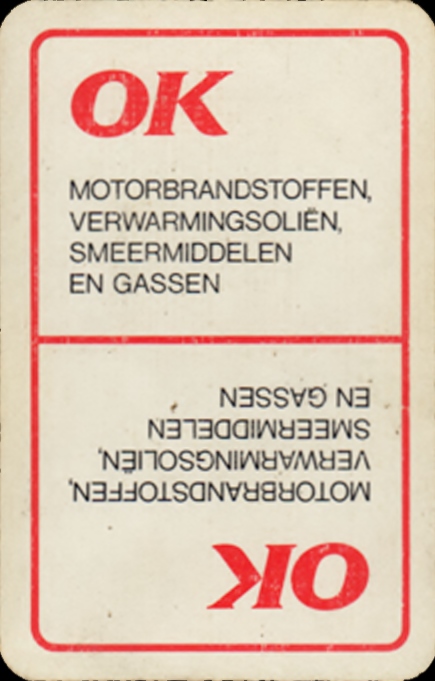 OK
MOTORBRANDSTOFFEN,
VERWARMINGSOLIËN,
SMEERMIDDELEN
EN GASSEN
OK
MOTORBRANDSTOFFEN,
VERWARMINGSOLIËN,
SMEERMIDDELEN
EN GASSEN